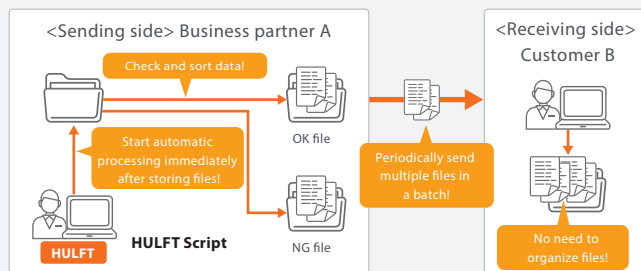 <Sending side> Business partner A
Check and sort data!
OK file
Start automatic
processing immediately
after storing files!
HULFT
HULFT Script
NG file
Periodically send
multiple files in
a batch!
<Receiving side>
Customer B
No need to
organize files!